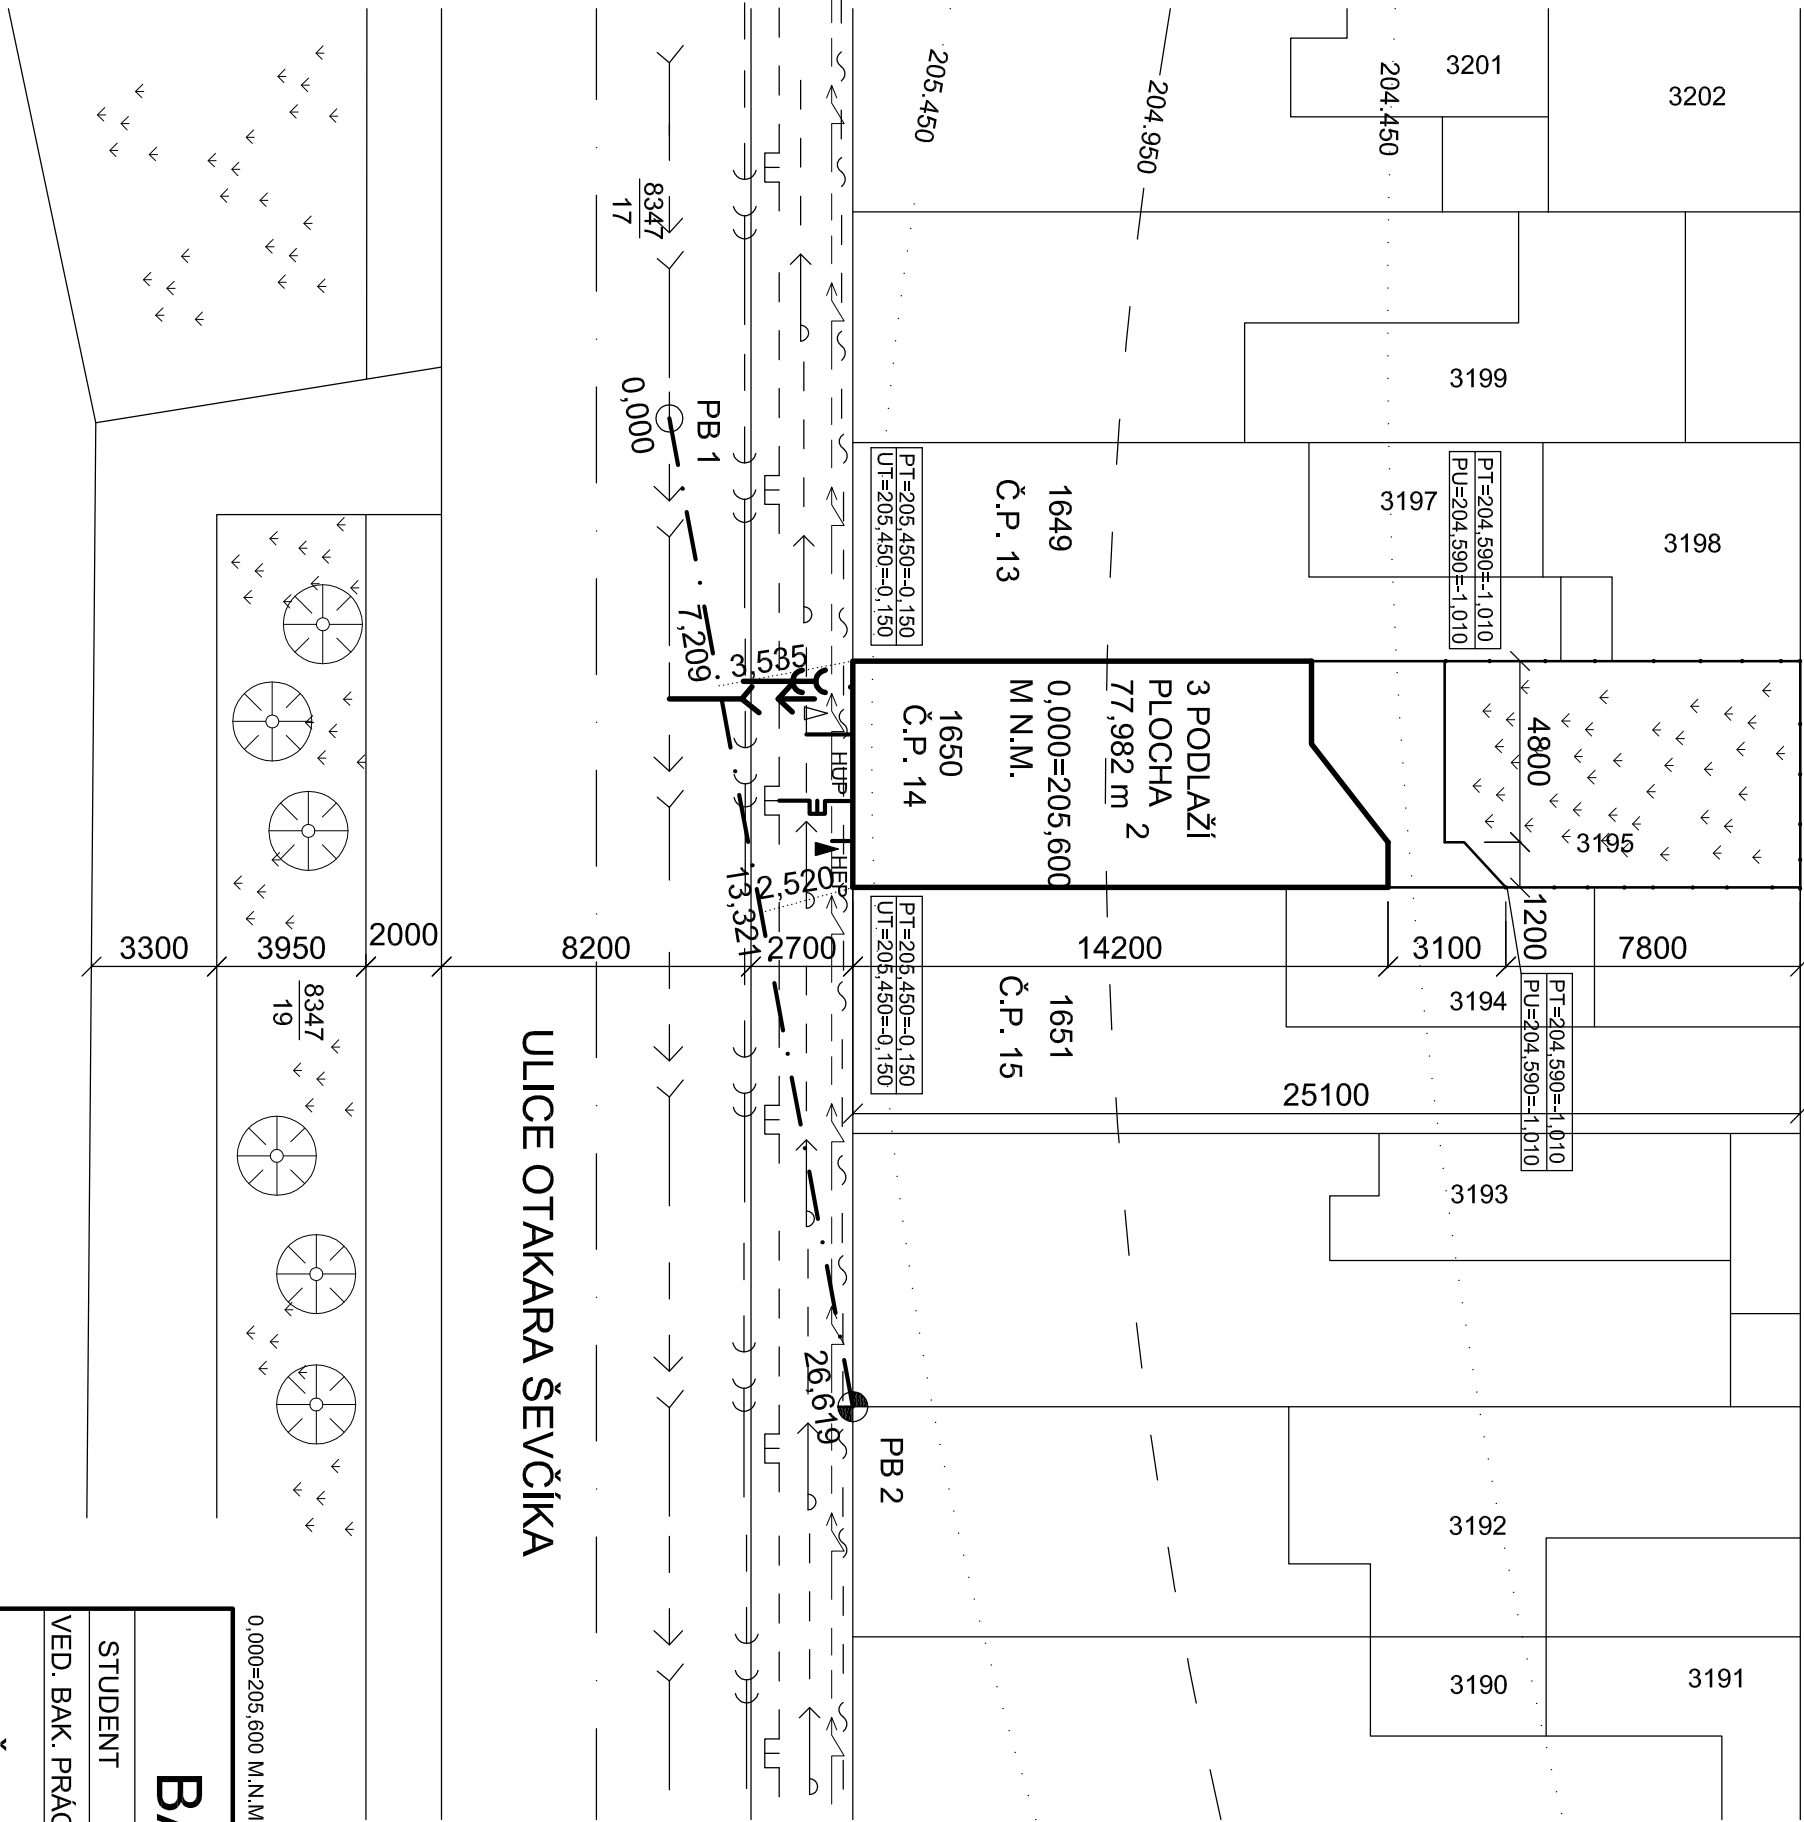 205.450
204.950
204.450
3201
3202
8347
17
3199
PB 1
0,000
PT=205,450=-0,150
UT=205,450=-0,150
1649
Č.P. 13
3197
PT=204,590=-1,010
PU=204,590=-1,010
3198
7,209
3,535
3 PODLAŽÍ
PLOCHA
77,982 m 2
0,000=205,600
M N.M.
1650
Č.P. 14
HUP
HEP
4800
3195
13,321
2,520
3300
3950
2000
8200
2700
14200
3100
1200
7800
8347
19
PT=205,450=-0,150
UT=205,450=-0,150
1651
Č.P. 15
3194
PT=204,590=-1,010
PU=204,590=-1,010
25100
ULICE OTAKARA ŠEVČÍKA
3193
26,619
PB 2
3192
3190
3191
0,000=205,600 M.N.M
STUDENT
VED. BAK. PRÁC